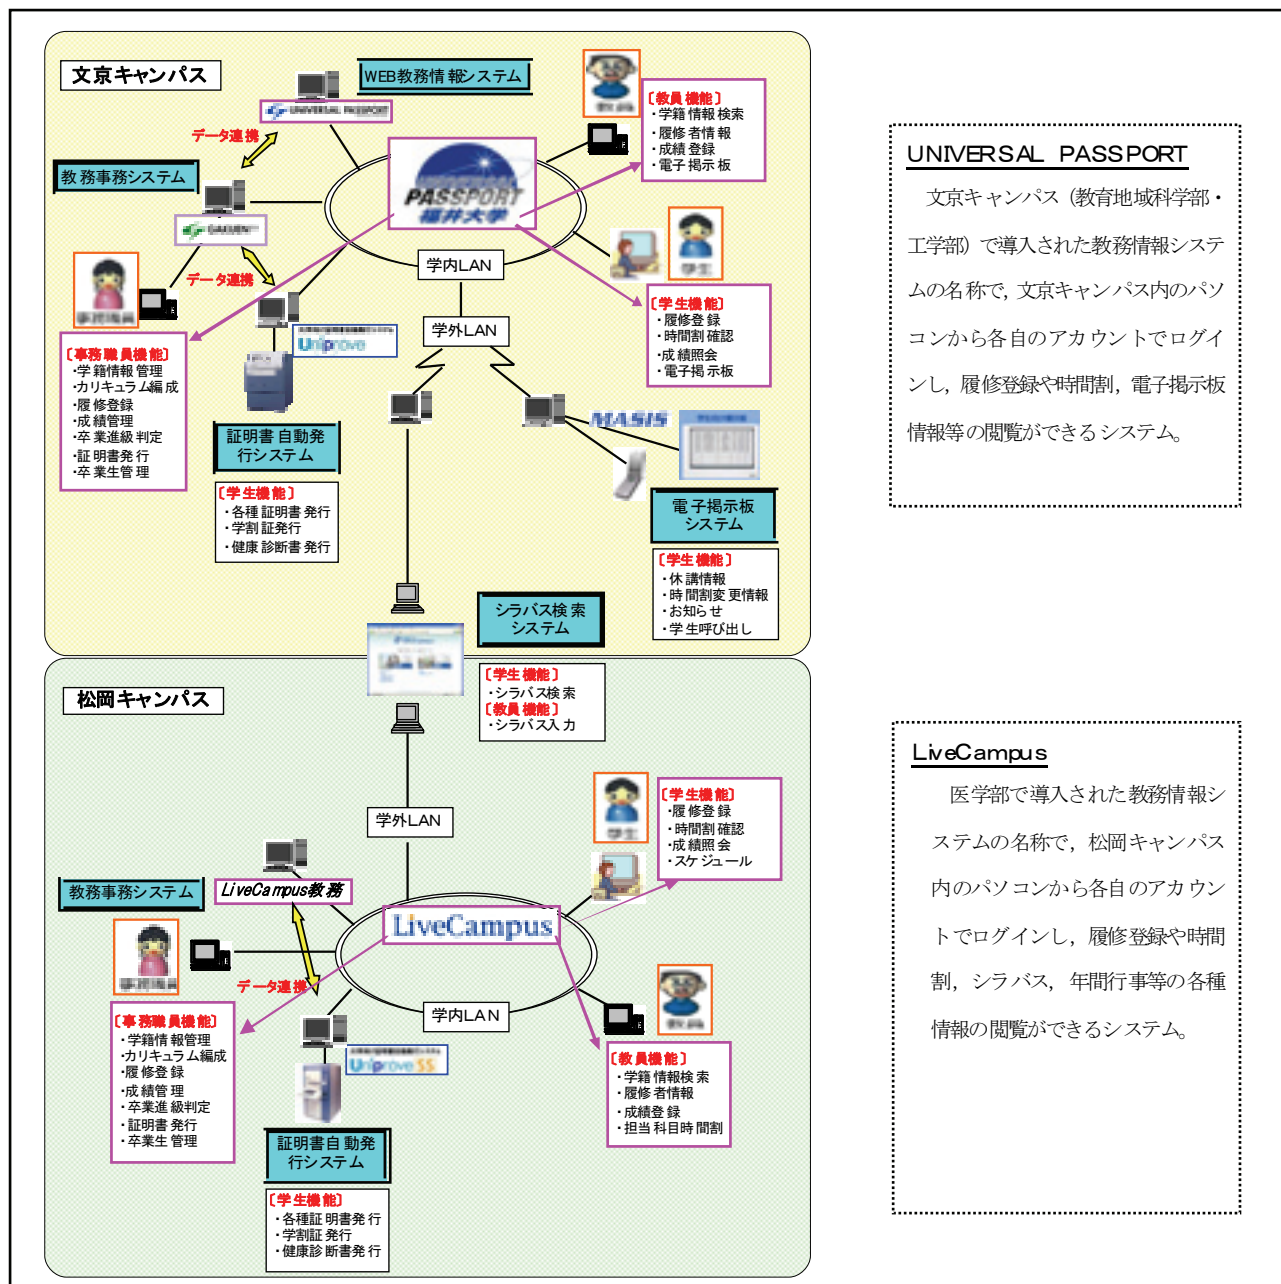 文京キャンパス
WEB教務情報システム
UNIVERSAL PASSPORT
データ連携
教務事務システム
GAKUEN
データ連携
事務職員
〔事務職員機能〕
・学籍情報管理
・カリキュラム編成
・履修登録
・成績管理
・卒業進級判定
・証明書発行
・卒業生管理
Uniprove
証明書自動発
行システム
〔学生機能〕
・各種証明書発行
・学割証発行
・健康診断書発行
UNIVERSAL
PASSPORT
福井大学
学内LAN
学外LAN
教員
〔教員機能〕
・学籍情報検索
・履修者情報
・成績登録
・電子掲示板
学生
〔学生機能〕
・履修登録
・時間割確認
・成績照会
・電子掲示板
MASIS
電子掲示板
システム
〔学生機能〕
・休講情報
・時間割変更情報
・お知らせ
・学生呼び出し
シラバス検索
システム
〔学生機能〕
・シラバス検索
〔教員機能〕
・シラバス入力
松岡キャンパス
学外LAN
教務事務システム
LiveCampus教務
事務職員
データ連携
〔事務職員機能〕
・学籍情報管理
・カリキュラム編成
・履修登録
・成績管理
・卒業進級判定
・証明書発行
・卒業生管理
LiveCampus
学内LAN
UniproveSS
証明書自動発
行システム
〔学生機能〕
・各種証明書発行
・学割証発行
・健康診断書発行
学生
〔学生機能〕
・履修登録
・時間割確認
・成績照会
・スケジュール
教員
〔教員機能〕
・学籍情報検索
・履修者情報
・成績登録
・担当科目時間割
UNIVERSAL PASSPORT
文京キャンパス（教育地域科学部・
工学部）で導入された教務情報システ
ムの名称で，文京キャンパス内のパソ
コンから各自のアカウントでログイ
ンし，履修登録や時間割，電子掲示板
情報等の閲覧ができるシステム。
LiveCampus
医学部で導入された教務情報シ
ステムの名称で，松岡キャンパス
内のパソコンから各自のアカウン
トでログインし，履修登録や時間
割，シラバス，年間行事等の各種
情報の閲覧ができるシステム。